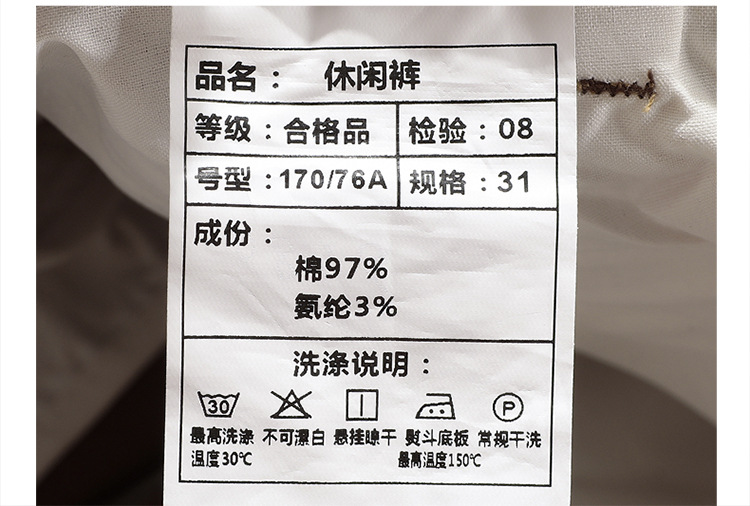 品名： 休闲裤
等级：合格品 检验：08
号型：170/76A 规格：31
成份：
棉97%
氨纶3%
洗涤说明：
30 P
最高洗涤 不可漂白 悬挂晾干 熨斗底板 常规干洗
温度30℃ 最高温度150℃